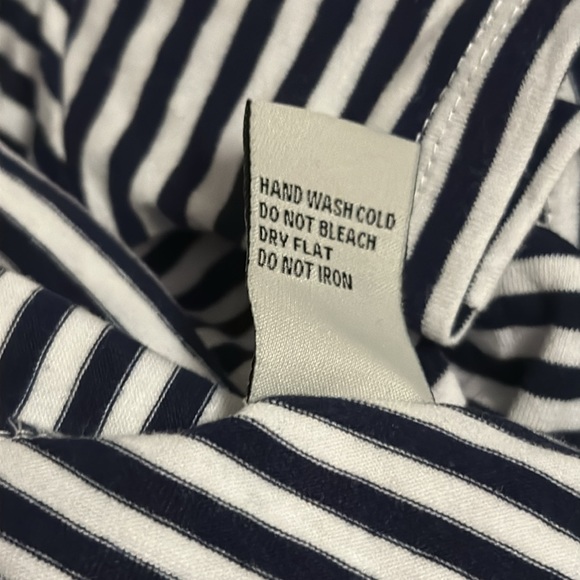 HAND WASH COLD
DO NOT BLEACH
DRY FLAT
DO NOT IRON